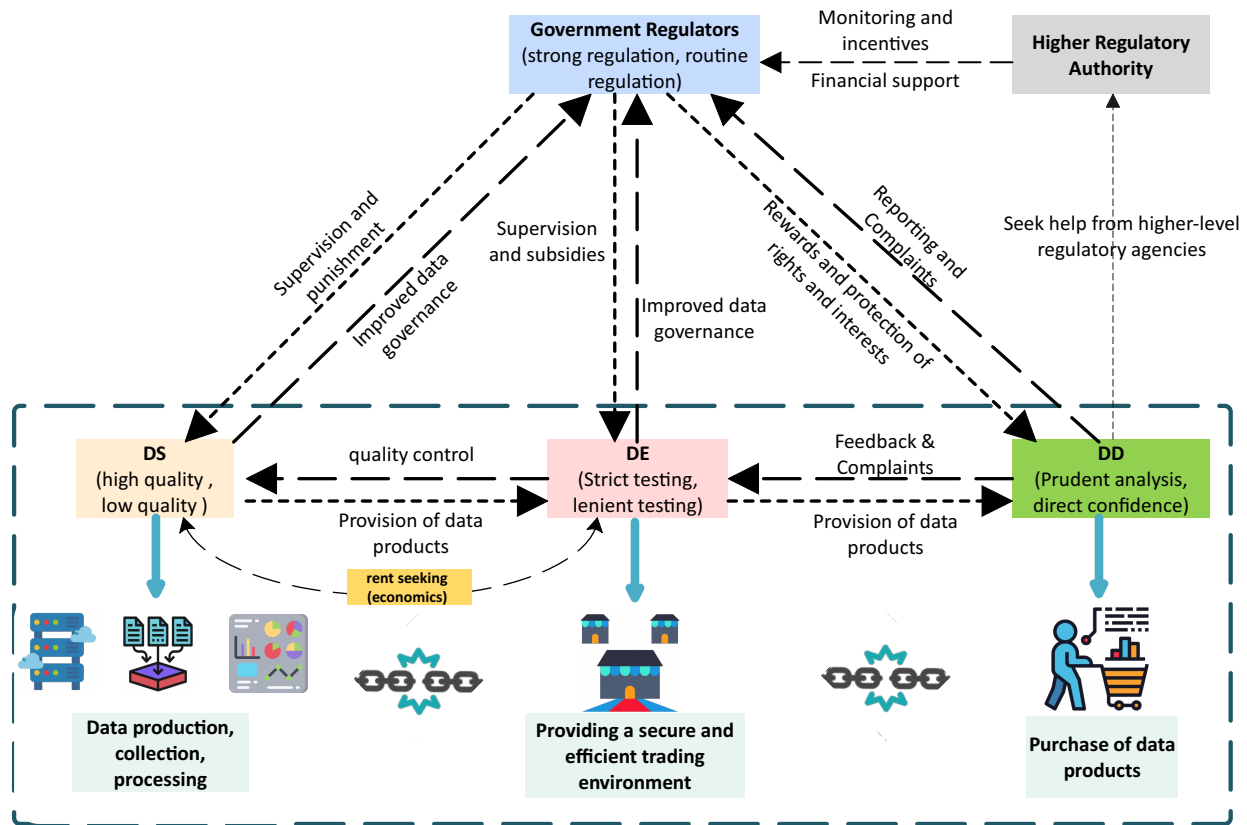 Government Regulators
(strong regulation, routine
regulation)
Monitoring and
incentives
Financial support
Higher Regulatory
Authority
Supervision and
punishment
Improved data
governance
Supervision
and subsidies
Improved data
governance
Reporting and
Complaints
Rewards and protection of
rights and interests
Seek help from higher-level
regulatory agencies
DS
(high quality ,
low quality )
quality control
Provision of data
products
DE
(Strict testing,
lenient testing)
Feedback &
Complaints
Provision of data
products
DD
(Prudent analysis,
direct confidence)
rent seeking
(economics)
Data production,
collection,
processing
Providing a secure and
efficient trading
environment
Purchase of data
products